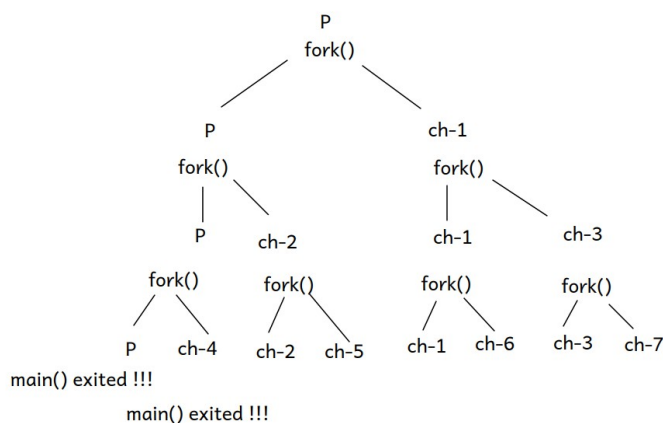 P
fork()
P ch-1
fork() fork()
P ch-2 ch-1 ch-3
fork() fork() fork() fork()
P ch-4 ch-2 ch-5 ch-1 ch-6 ch-3 ch-7
main() exited !!!
main() exited !!!